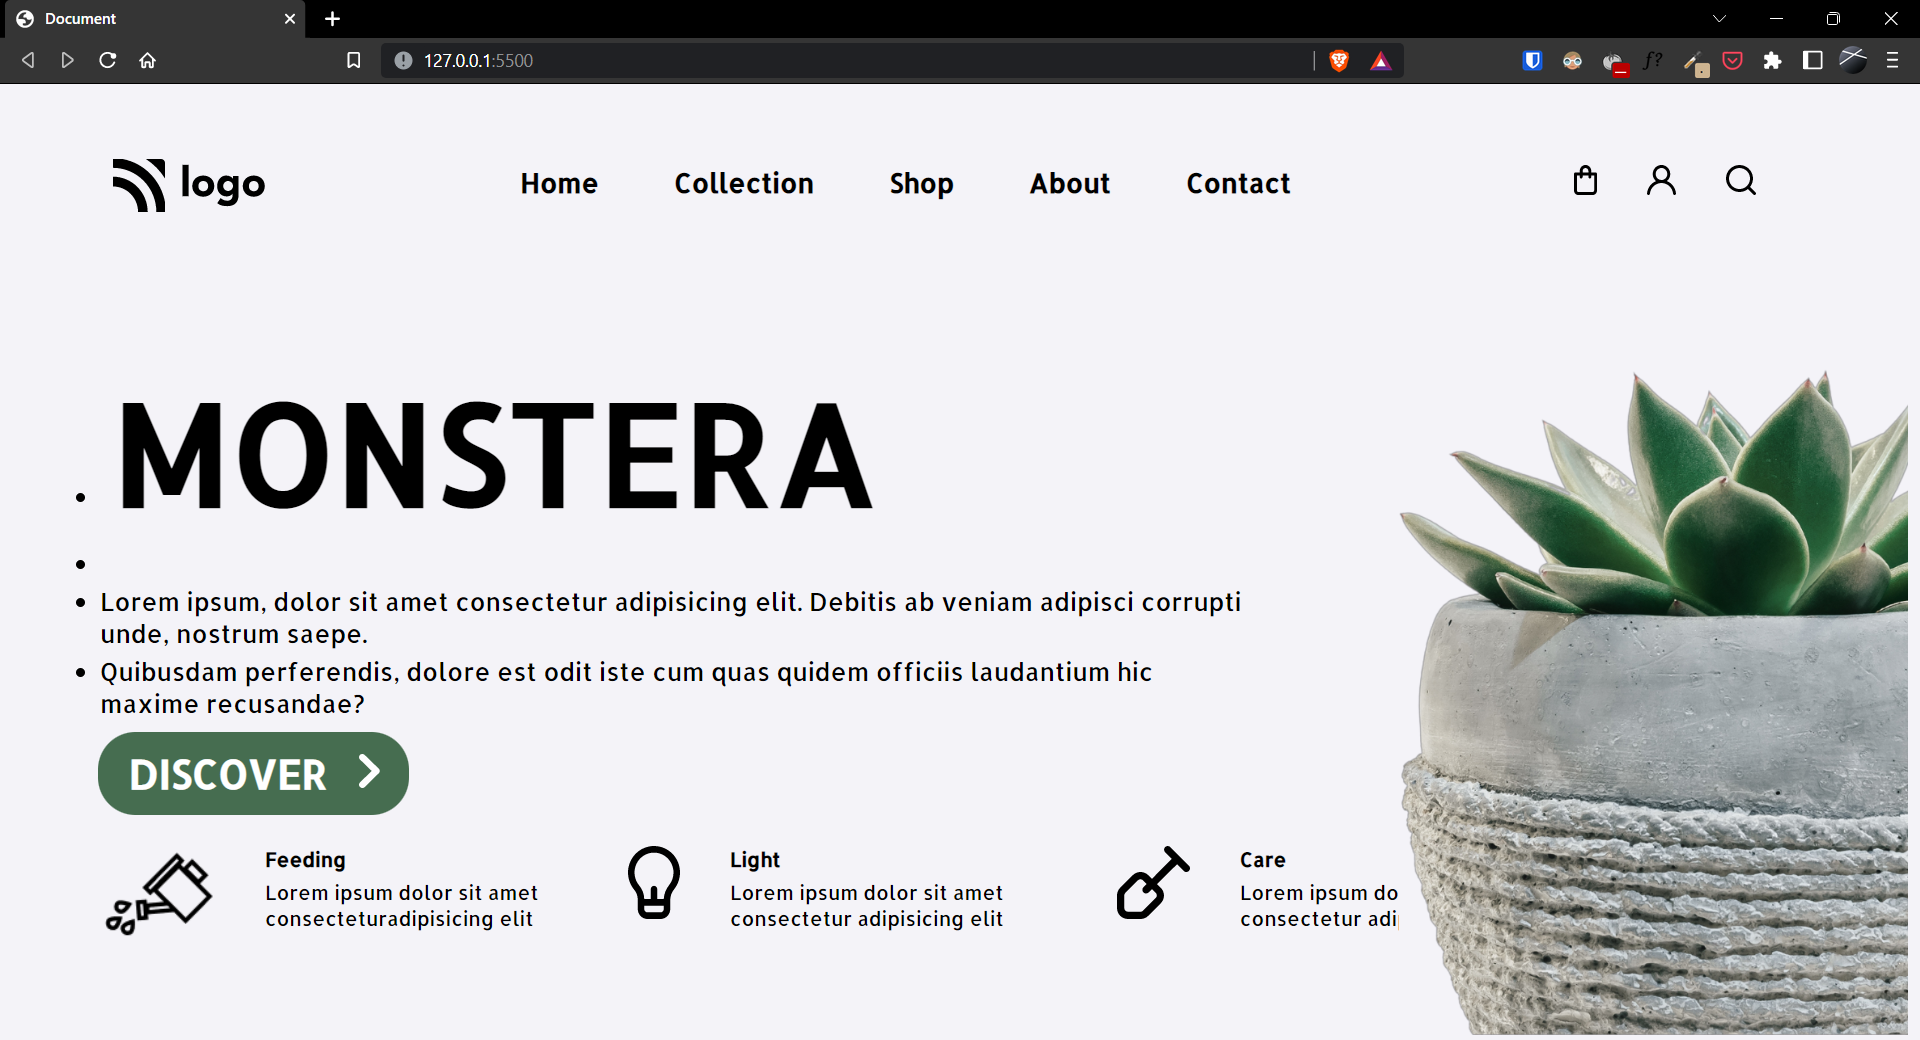 Document
127.0.0.1:5500
f?
logo
Home Collection Shop About Contact
MONSTERA
Lorem ipsum, dolor sit amet consectetur adipisicing elit. Debitis ab veniam adipisci corrupti
unde, nostrum saepe.
Quibusdam perferendis, dolore est odit iste cum quas quidem officiis laudantium hic
maxime recusandae?
DISCOVER
Feeding
Lorem ipsum dolor sit amet
consecteturadipisicing elit
Light
Lorem ipsum dolor sit amet
consectetur adipisicing elit
Care
Lorem ipsum do
consectetur adi